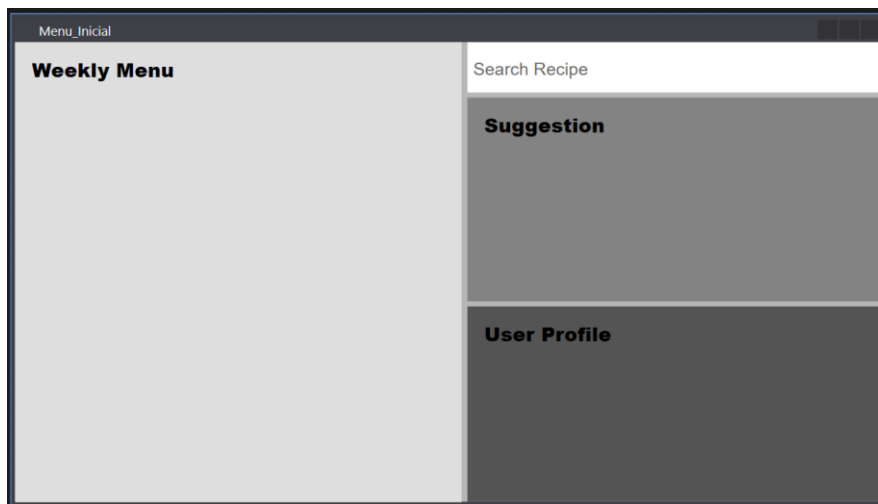 Menu_Inicial
Weekly Menu
Search Recipe
Suggestion
User Profile